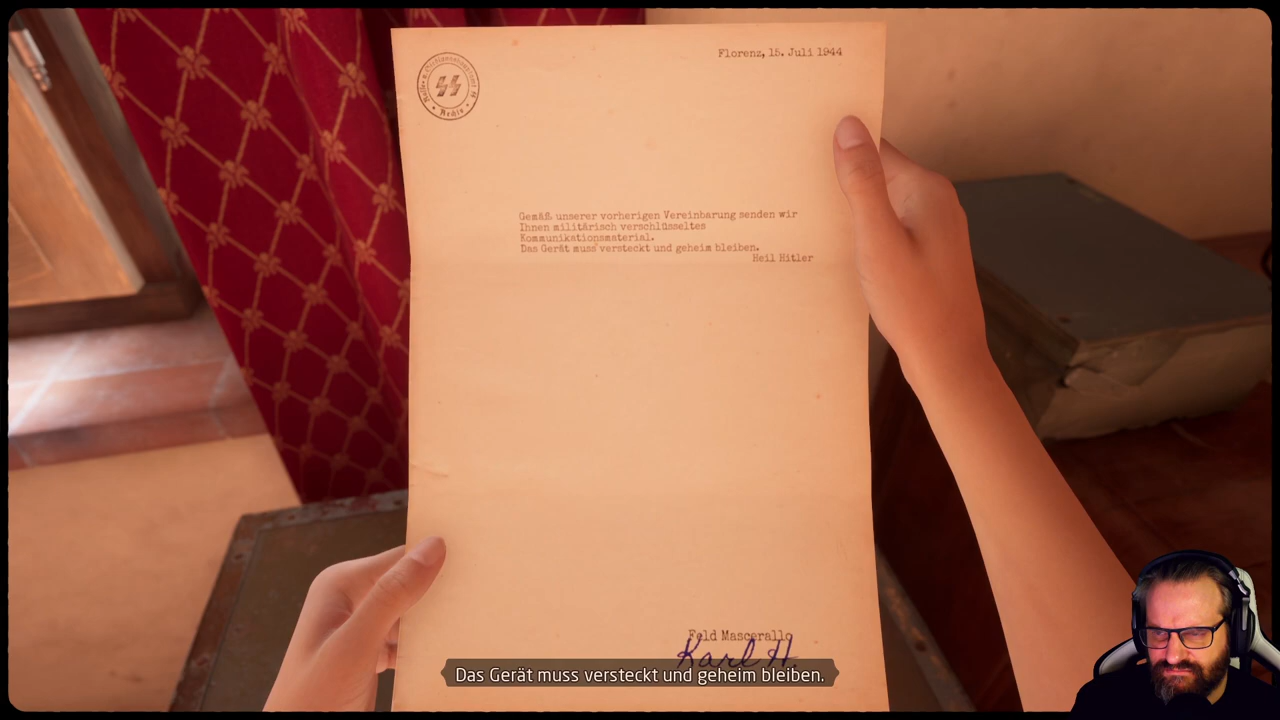 Florenz, 15. Juli 1944
Gemäß unserer vorherigen Vereinbarung senden wir
Ihnen militärisch verschlüsseltes
Kommunikationsmaterial.
Das Gerät muss versteckt und geheim bleiben.
Heil Hitler
Feld Mascerallo
Karl H.
Das Gerät muss versteckt und geheim bleiben.